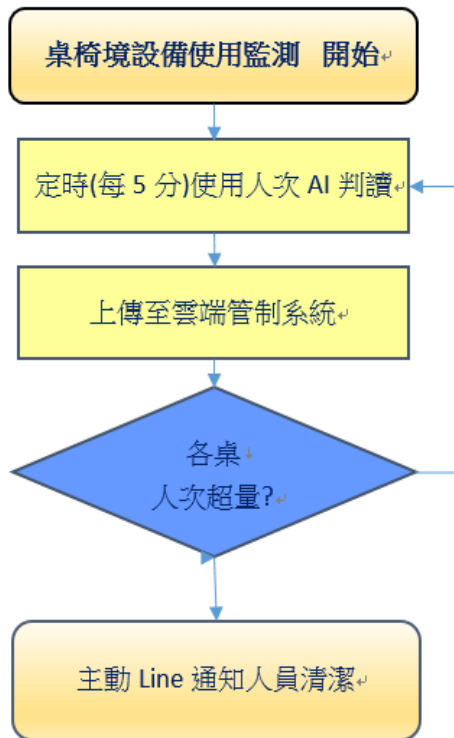 桌椅境設備使用監測 開始
定時(每 5 分)使用人次 AI 判讀
上傳至雲端管制系統
各桌
人次超量?
主動 Line 通知人員清潔